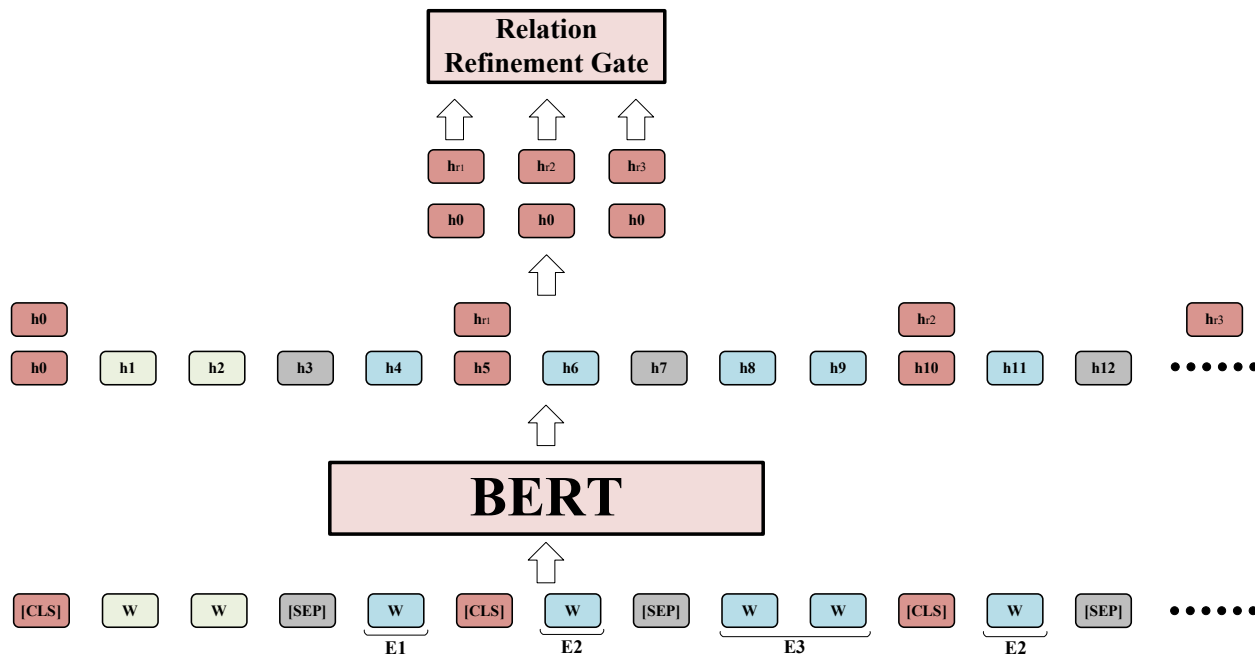 Relation
Refinement Gate
hr1 hr2 hr3
h0 h0 h0
h0 hr1 hr2 hr3
h0 h1 h2 h3 h4 h5 h6 h7 h8 h9 h10 h11 h12 ••••••
BERT
[CLS] W W [SEP] W [CLS] W [SEP] W W [CLS] W [SEP] ••••••
E1 E2 E3 E2